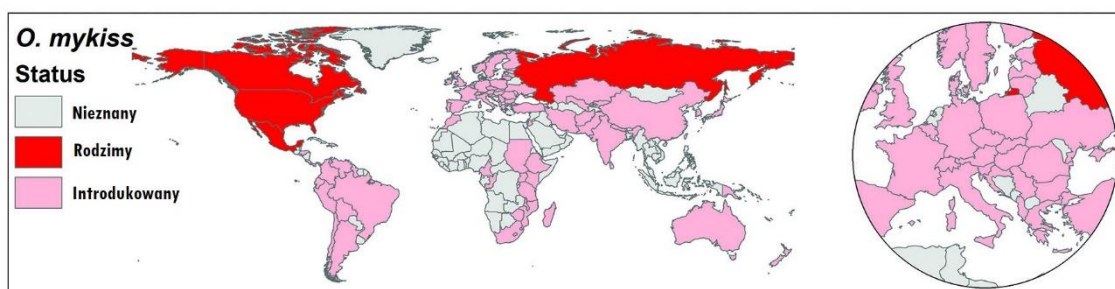 O. mykiss
Status
Nieznany
Rodzimy
Introdukowany